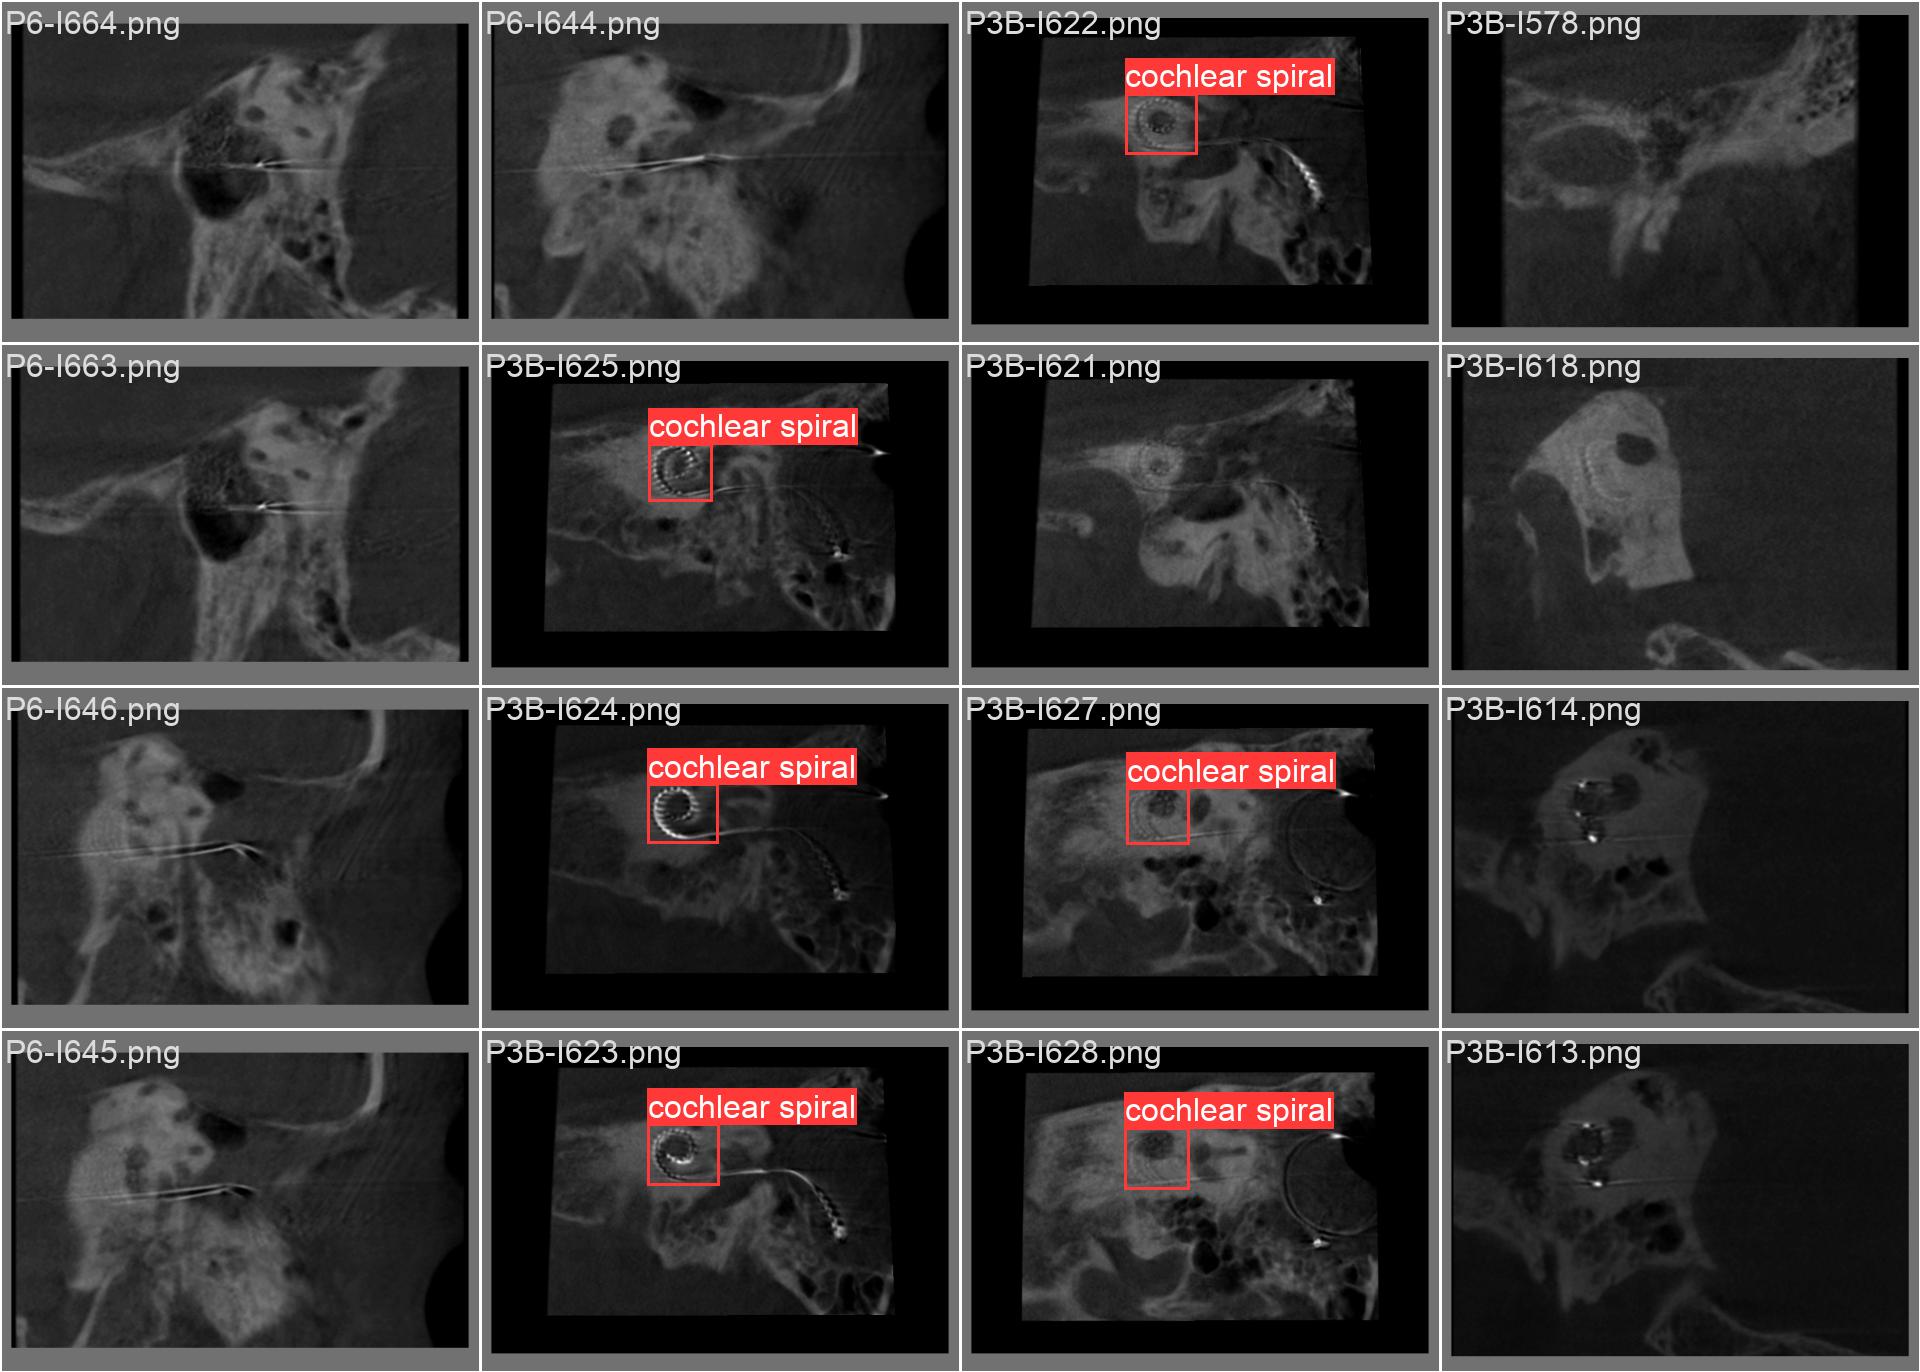 P6-I664.png
P6-I644.png
P3B-I622.png
cochlear spiral
P3B-I578.png
P6-I663.png
P3B-I625.png
cochlear spiral
P3B-I621.png
P3B-I618.png
P6-I646.png
P3B-I624.png
cochlear spiral
P3B-I627.png
cochlear spiral
P3B-I614.png
P6-I645.png
P3B-I623.png
cochlear spiral
P3B-I628.png
cochlear spiral
P3B-I613.png